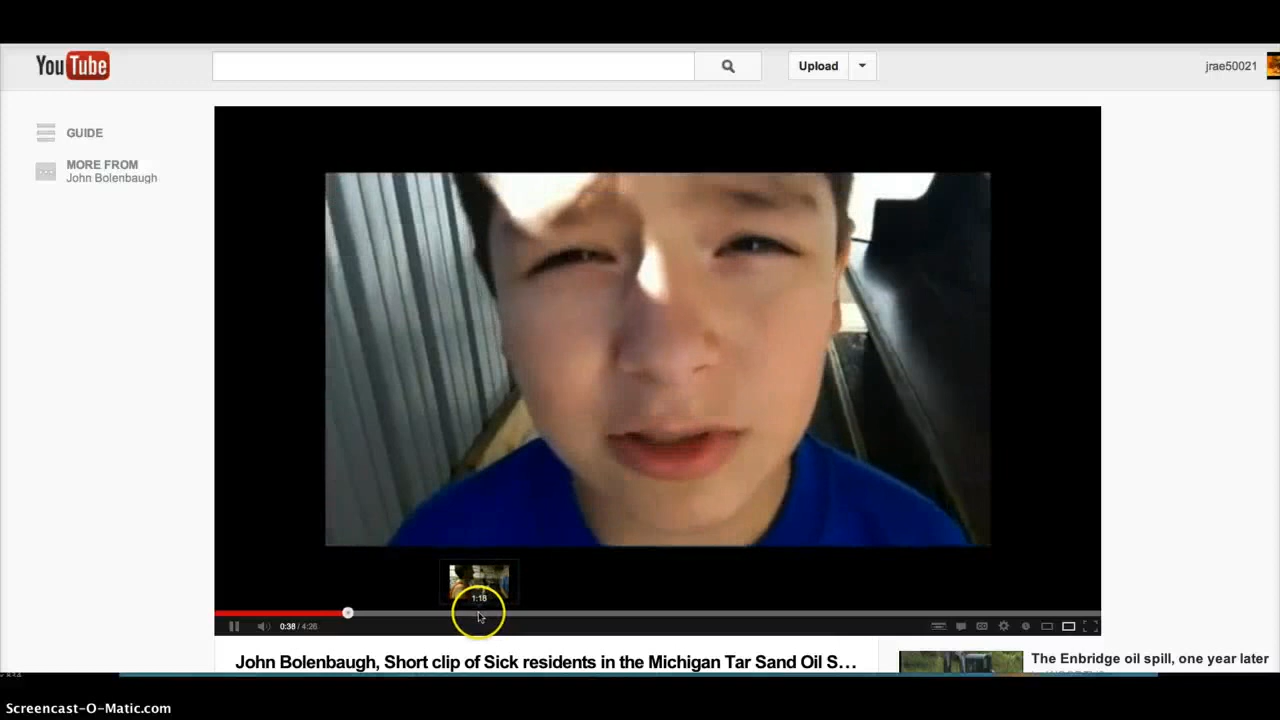 YouTube
Upload
jrae50021
GUIDE
MORE FROM
John Bolenbaugh
1:18
0:38 / 4:26
John Bolenbaugh, Short clip of Sick residents in the Michigan Tar Sand Oil S...
The Enbridge oil spill, one year later
Screencast-O-Matic.com